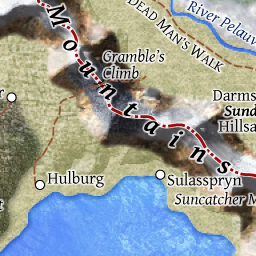 DEAD MAN'S WALK
River Pelauv
Mountains
Gramble's
Climb
Darms
Sund
Hillsa
Hulburg
Sulasspryn
Suncatcher M